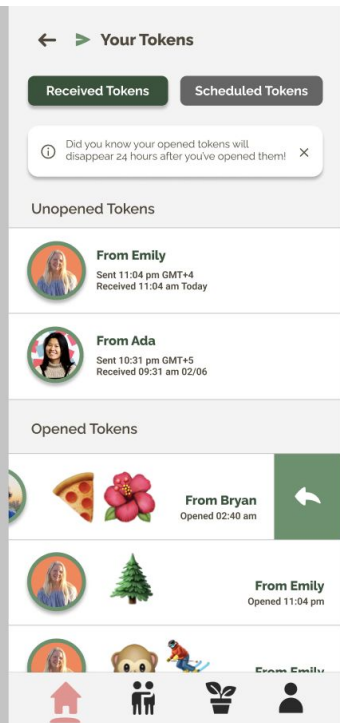 Your Tokens
Received Tokens
Scheduled Tokens
Did you know your opened tokens will
disappear 24 hours after you've opened them!
Unopened Tokens
From Emily
Sent 11:04 pm GMT+4
Received 11:04 am Today
From Ada
Sent 10:31 pm GMT+5
Received 09:31 am 02/06
Opened Tokens
From Bryan
Opened 02:40 am
From Emily
Opened 11:04 pm
From Emily